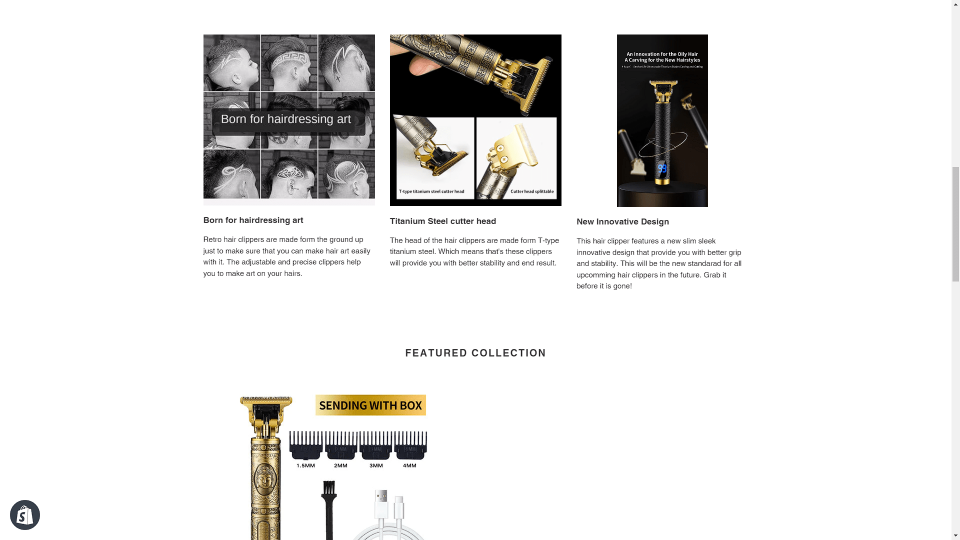 Born for hairdressing art
T-type titanium steel cutter head
Cutter head splittable
An Innovation for the Oily Hair
A Carving for the New Hairstyles
99
Born for hairdressing art
Retro hair clippers are made form the ground up
just to make sure that you can make hair art easily
with it. The adjustable and precise clippers help
you to make art on your hairs.
Titanium Steel cutter head
The head of the hair clippers are made form T-type
titanium steel. Which means that's these clippers
will provide you with better stability and end result.
New Innovative Design
This hair clipper features a new slim sleek
innovative design that provide you with better grip
and stability. This will be the new standarad for all
upcomming hair clippers in the future. Grab it
before it is gone!
FEATURED COLLECTION
SENDING WITH BOX
1.5MM 2MM 3MM 4MM